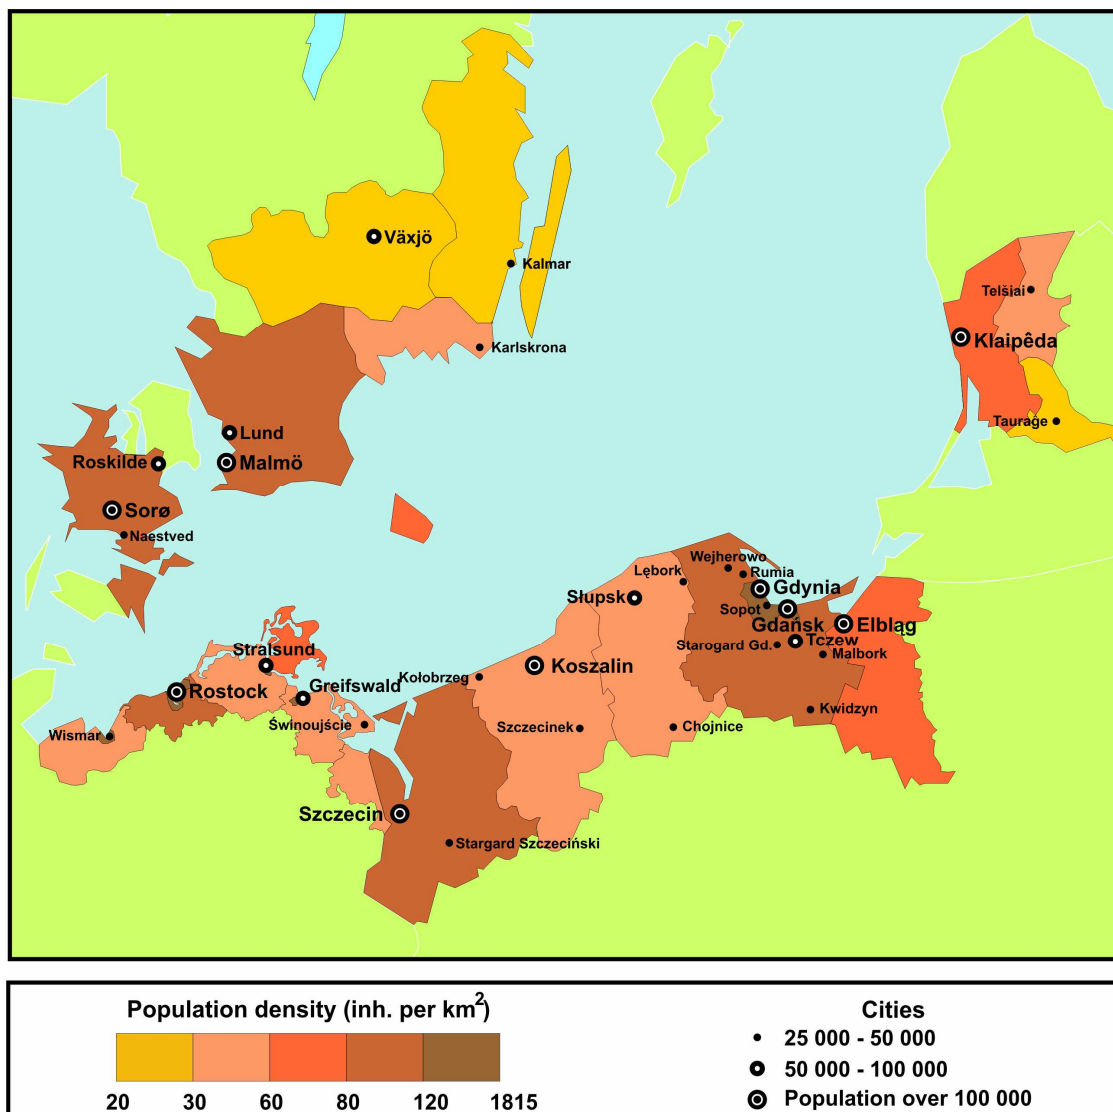 Växjö
Kalmar
Telšiai
Klaipêda
Karlskrona
Tauraĝe
Lund
Roskilde
Malmö
Sorø
Naestved
Wejherowo
Lębork
Rumia
Gdynia
Słupsk
Sopot
Gdańsk
Elbląg
Tczew
Starogard Gd.
Malbork
Stralsund
Koszalin
Kołobrzeg
Rostock
Greifswald
Kwidzyn
Świnoujście
Szczecinek
Chojnice
Wismar
Szczecin
Stargard Szczeciński
Population density (inh. per km²)
20 30 60 80 120 1815
Cities
25 000 - 50 000
50 000 - 100 000
Population over 100 000